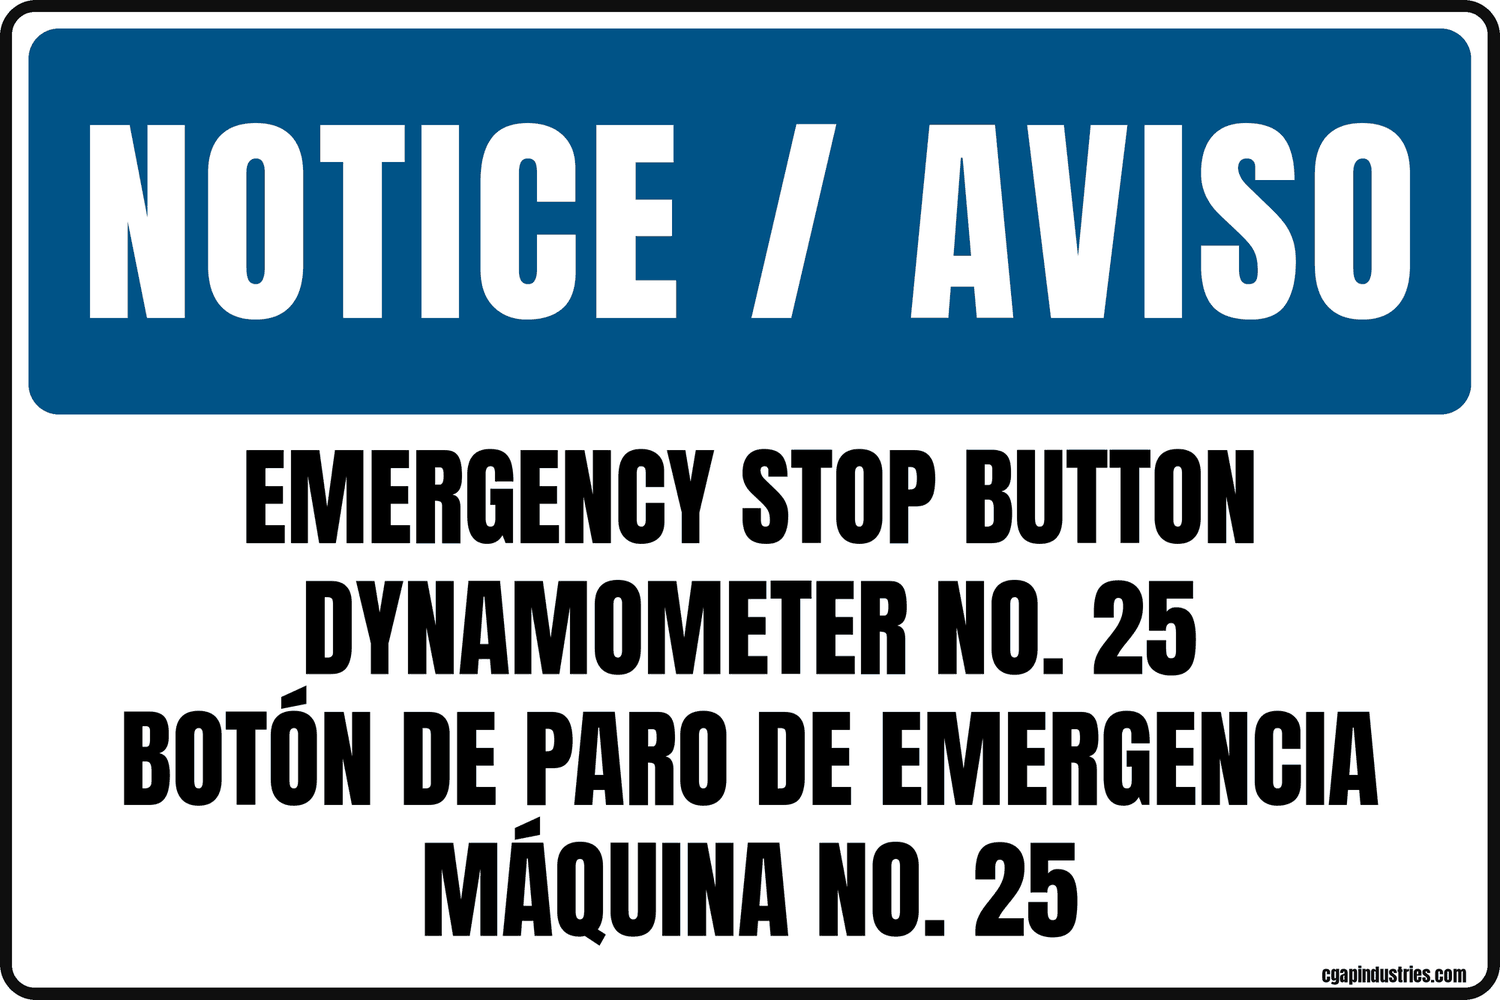 NOTICE / AVISO
EMERGENCY STOP BUTTON
DYNAMOMETER NO. 25
BOTÓN DE PARO DE EMERGENCIA
MÁQUINA NO. 25
cgapindustries.com